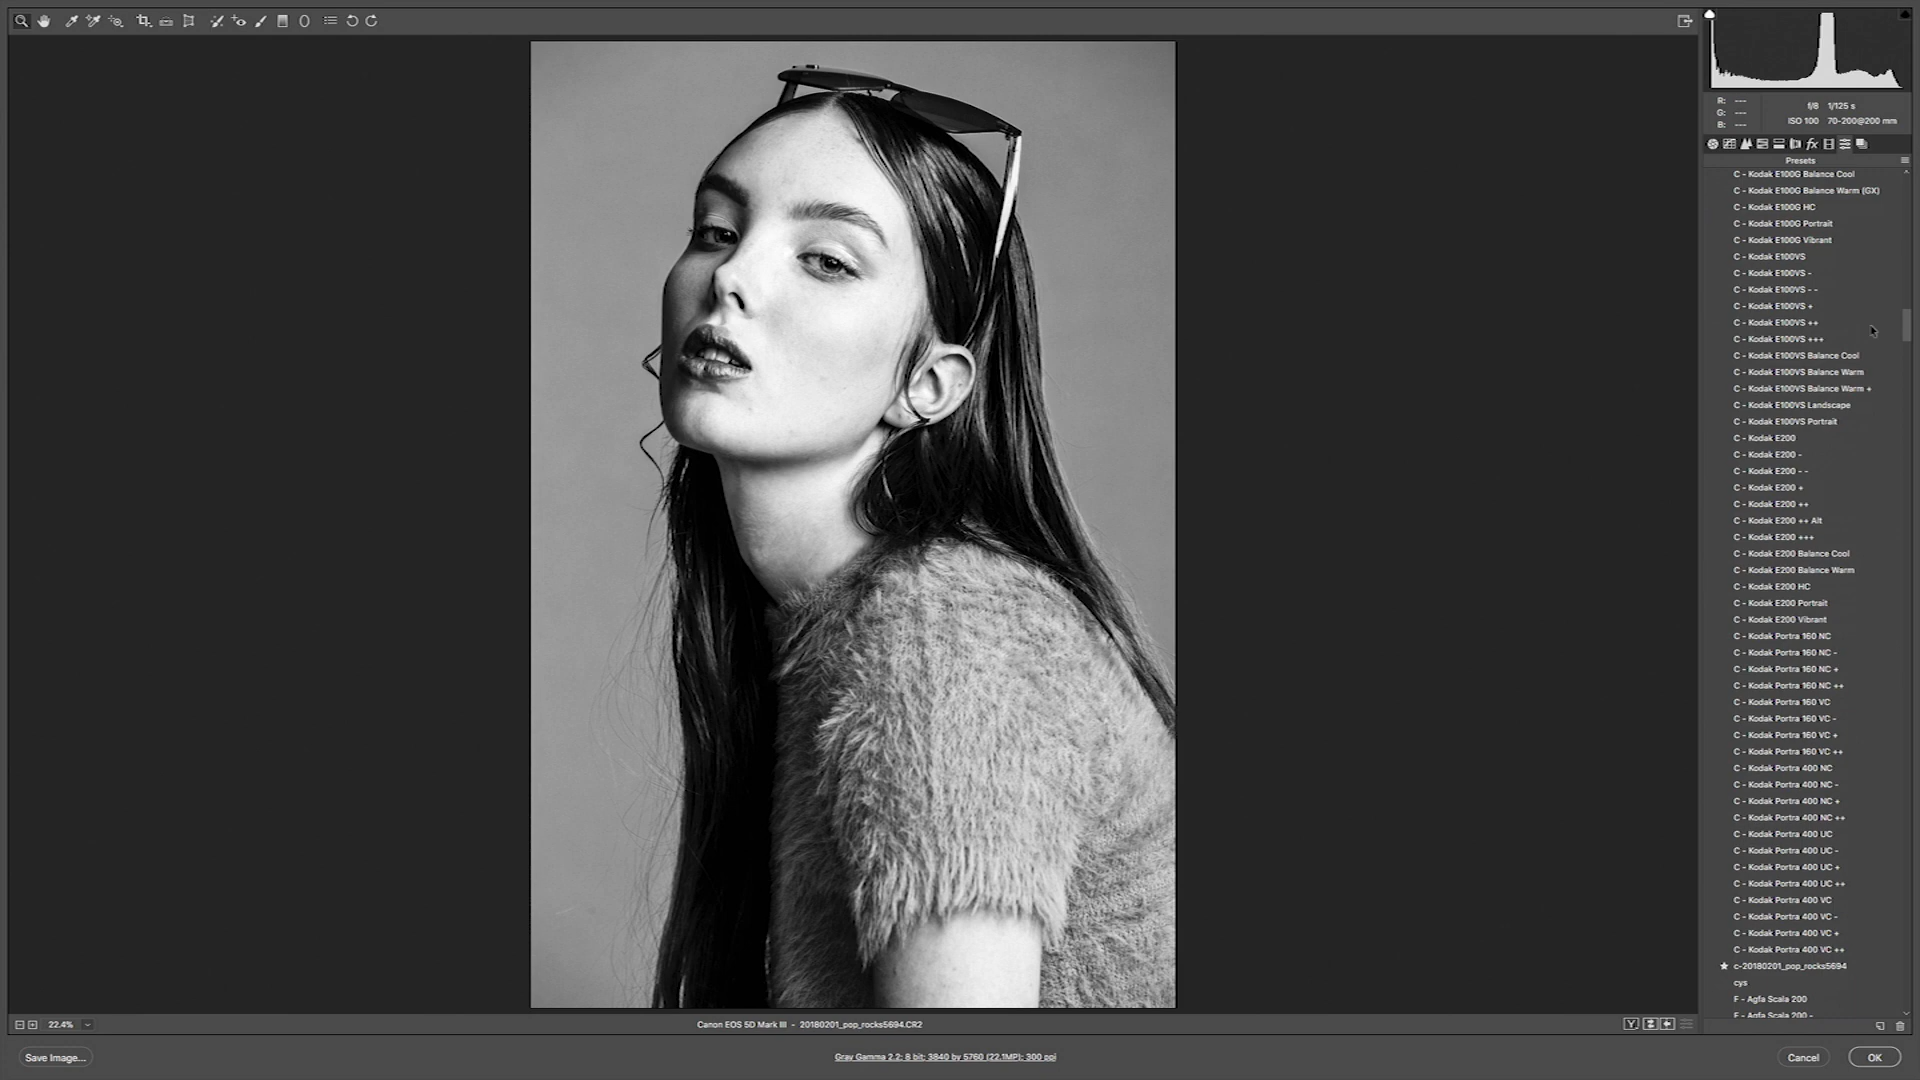 R: ---
G: ---
B: ---
f/8 1/125 s
ISO 100 70-200@200 mm
fx
Presets
C - Kodak E100G Balance Cool
C - Kodak E100G Balance Warm (GX)
C - Kodak E100G HC
C - Kodak E100G Portrait
C - Kodak E100G Vibrant
C - Kodak E100VS
C - Kodak E100VS -
C - Kodak E100VS - -
C - Kodak E100VS +
C - Kodak E100VS ++
C - Kodak E100VS +++
C - Kodak E100VS Balance Cool
C - Kodak E100VS Balance Warm
C - Kodak E100VS Balance Warm +
C - Kodak E100VS Landscape
C - Kodak E100VS Portrait
C - Kodak E200
C - Kodak E200 -
C - Kodak E200 - -
C - Kodak E200 +
C - Kodak E200 ++
C - Kodak E200 ++ Alt
C - Kodak E200 +++
C - Kodak E200 Balance Cool
C - Kodak E200 Balance Warm
C - Kodak E200 HC
C - Kodak E200 Portrait
C - Kodak E200 Vibrant
C - Kodak Portra 160 NC
C - Kodak Portra 160 NC -
C - Kodak Portra 160 NC +
C - Kodak Portra 160 NC ++
C - Kodak Portra 160 VC
C - Kodak Portra 160 VC -
C - Kodak Portra 160 VC +
C - Kodak Portra 160 VC ++
C - Kodak Portra 400 NC
C - Kodak Portra 400 NC -
C - Kodak Portra 400 NC +
C - Kodak Portra 400 NC ++
C - Kodak Portra 400 UC
C - Kodak Portra 400 UC -
C - Kodak Portra 400 UC +
C - Kodak Portra 400 UC ++
C - Kodak Portra 400 VC
C - Kodak Portra 400 VC -
C - Kodak Portra 400 VC +
C - Kodak Portra 400 VC ++
c-20180201_pop_rocks5694
cys
F - Agfa Scala 200
F - Agfa Scala 200 -
22.4%
Canon EOS 5D Mark III - 20180201_pop_rocks5694.CR2
Y
Save Image...
Gray Gamma 2.2; 8 bit; 3840 by 5760 (22.1MP); 300 ppi
Cancel
OK